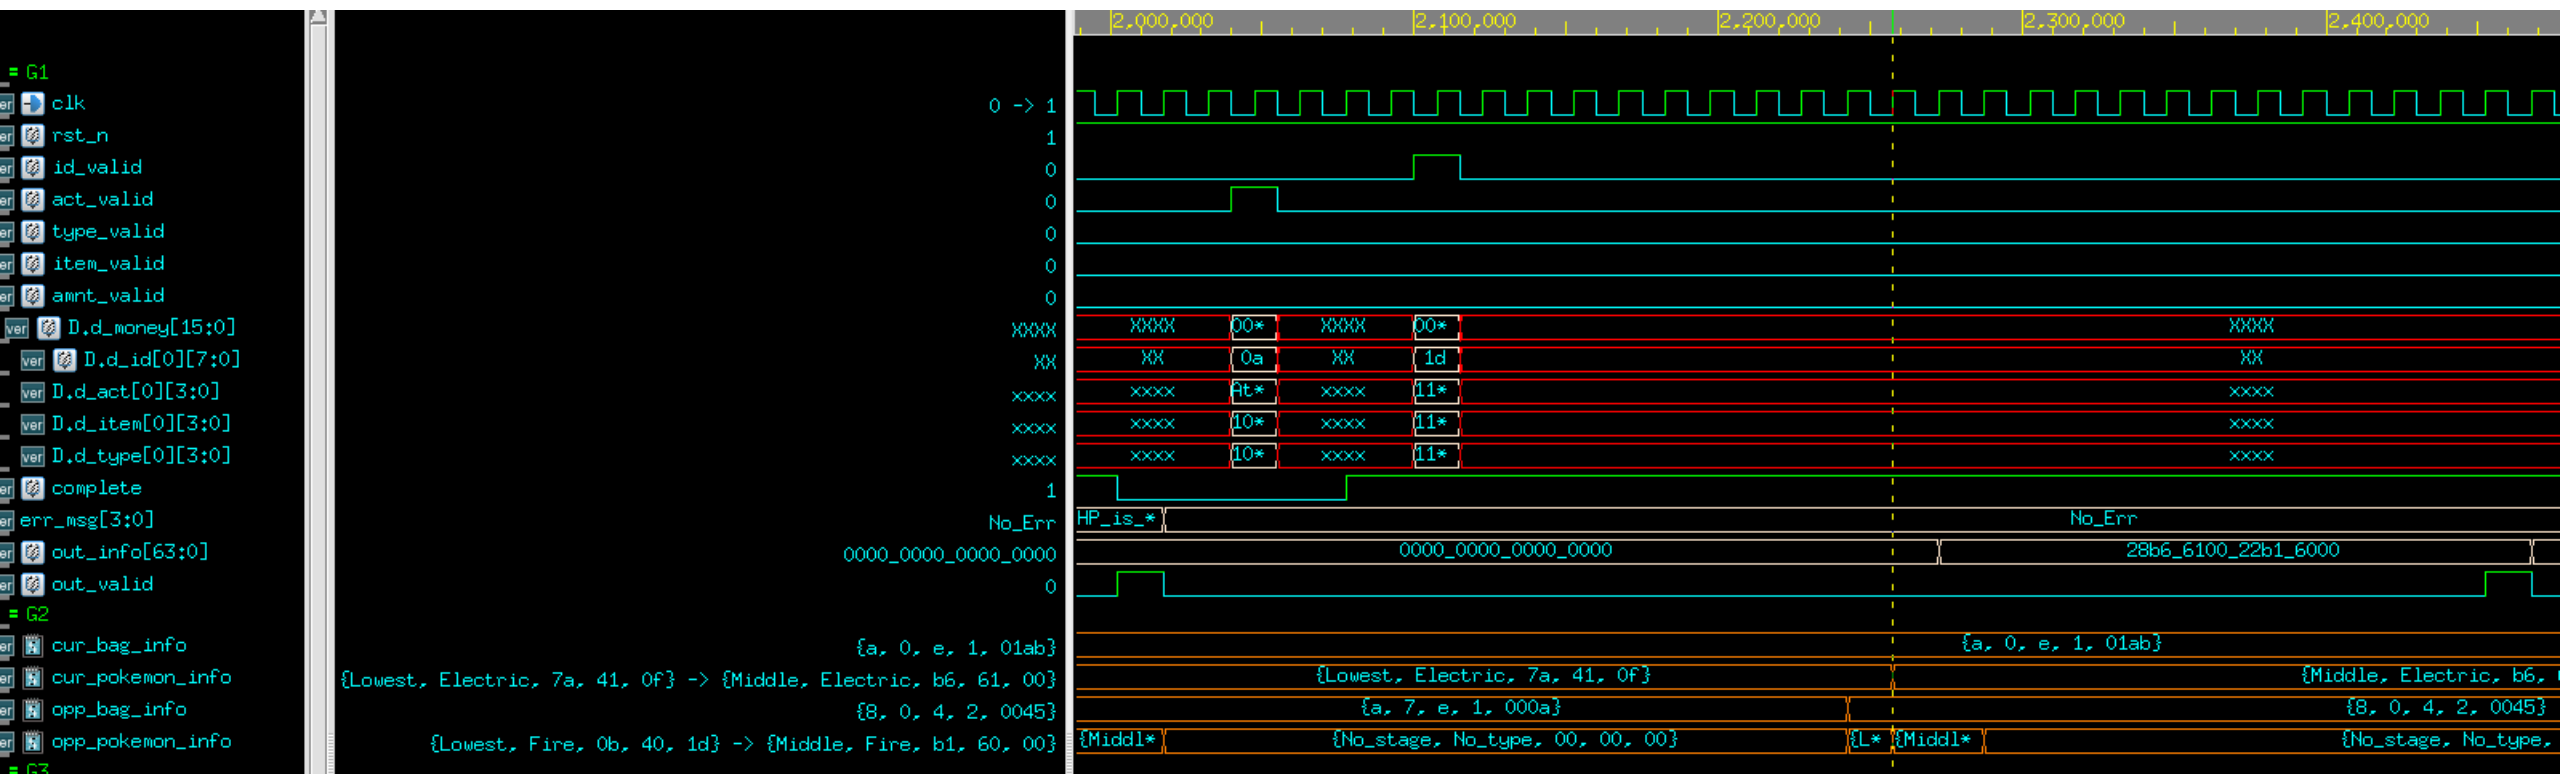 2,000,000 2,100,000 2,200,000 2,300,000 2,400,000
= G1
clk 0 -> 1
rst_n 1
id_valid 0
act_valid 0
type_valid 0
item_valid 0
amnt_valid 0
ver D.d_money[15:0] XXXX XXXX 00* XXXX 00* XXXX
ver D.d_id[0][7:0] XX XX 0a XX 1d XX
ver D.d_act[0][3:0] xxxx xxxx At* xxxx 11* xxxx
ver D.d_item[0][3:0] xxxx xxxx 10* xxxx 11* xxxx
ver D.d_type[0][3:0] xxxx xxxx 10* xxxx 11* xxxx
complete 1
err_msg[3:0] No_Err HP_is_* No_Err
out_info[63:0] 0000_0000_0000_0000 0000_0000_0000_0000 28b6_6100_22b1_6000
out_valid 0
= G2
cur_bag_info {a, 0, e, 1, 01ab} {a, 0, e, 1, 01ab}
cur_pokemon_info {Lowest, Electric, 7a, 41, 0f} -> {Middle, Electric, b6, 61, 00} {Lowest, Electric, 7a, 41, 0f} {Middle, Electric, b6,
opp_bag_info {8, 0, 4, 2, 0045} {a, 7, e, 1, 000a} {8, 0, 4, 2, 0045}
opp_pokemon_info {Lowest, Fire, 0b, 40, 1d} -> {Middle, Fire, b1, 60, 00} {Middl* {No_stage, No_type, 00, 00, 00} {L* {Middl* {No_stage, No_type,
= G3